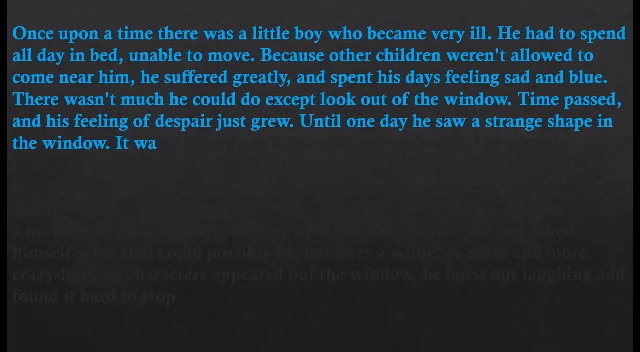 Once upon a time there was a little boy who became very ill. He had to spend
all day in bed, unable to move. Because other children weren't allowed to
come near him, he suffered greatly, and spent his days feeling sad and blue.
There wasn't much he could do except look out of the window. Time passed,
and his feeling of despair just grew. Until one day he saw a strange shape in
the window. It wa
himself what that could possibly be, but after a while, as more and more
crazy-looking characters appeared out the window, he burst out laughing and
found it hard to stop